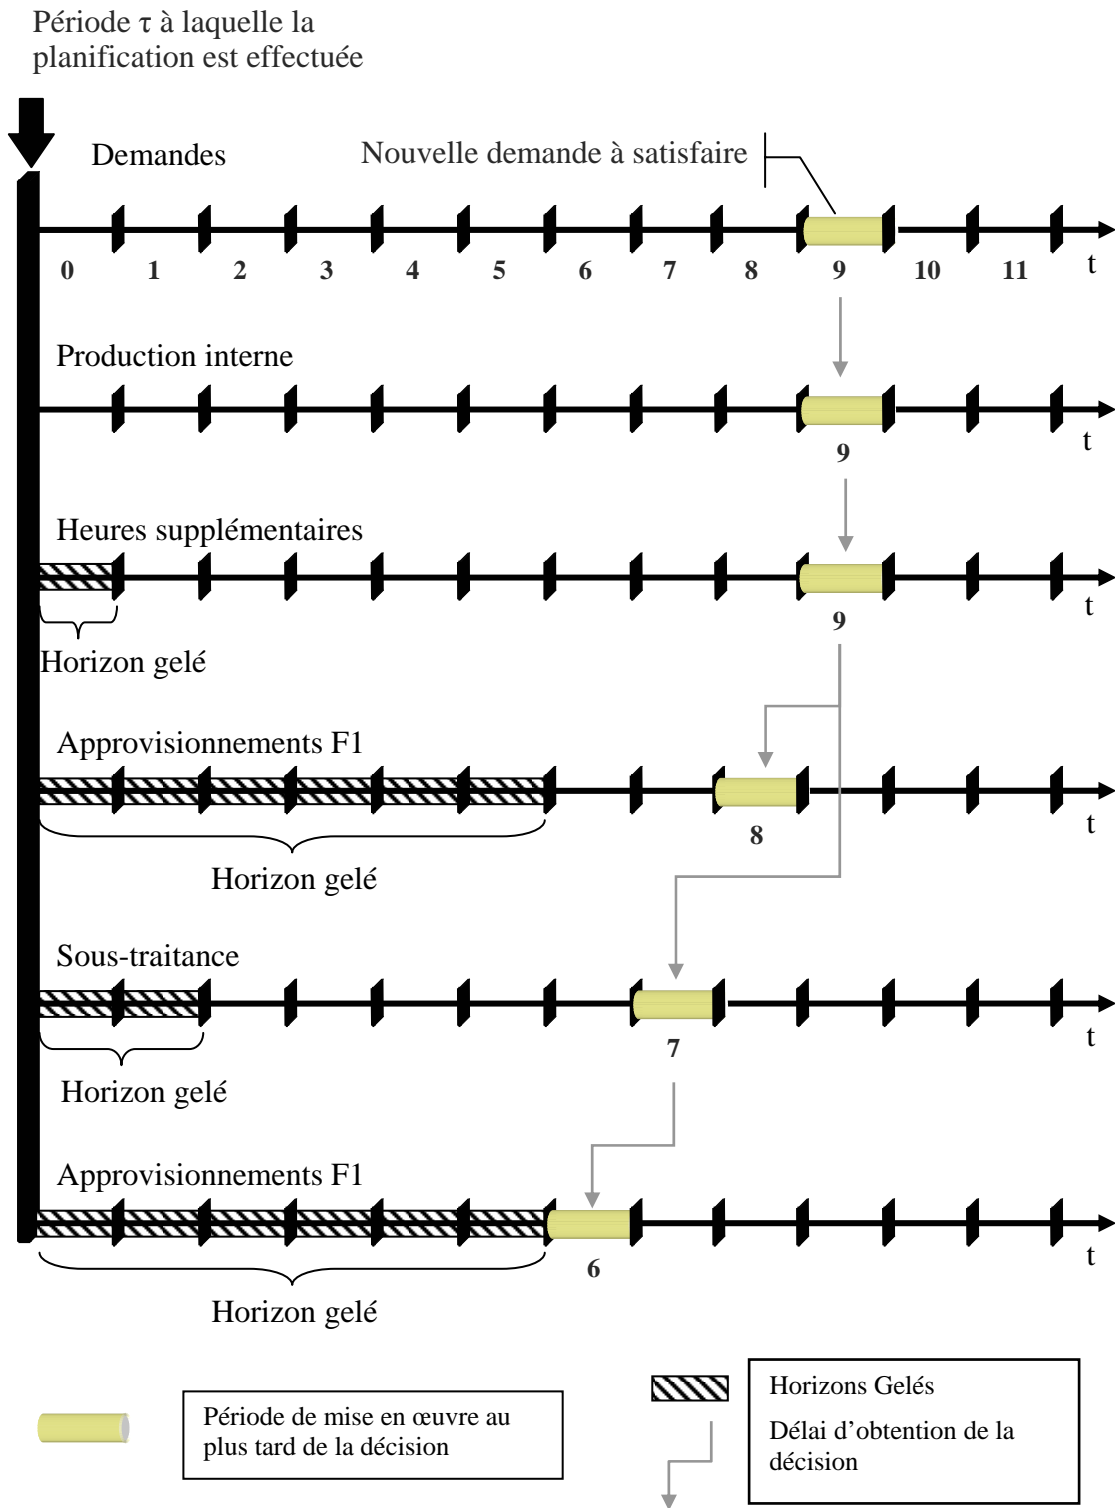 Période τ à laquelle la
planification est effectuée
Demandes
Nouvelle demande à satisfaire
0 1 2 3 4 5 6 7 8 9 10 11 t
Production interne
t
9
Heures supplémentaires
t
9
Horizon gelé
Approvisionnements F1
t
8
Horizon gelé
Sous-traitance
t
7
Horizon gelé
Approvisionnements F1
t
6
Horizon gelé
Période de mise en œuvre au
plus tard de la décision
Horizons Gelés
Délai d’obtention de la
décision